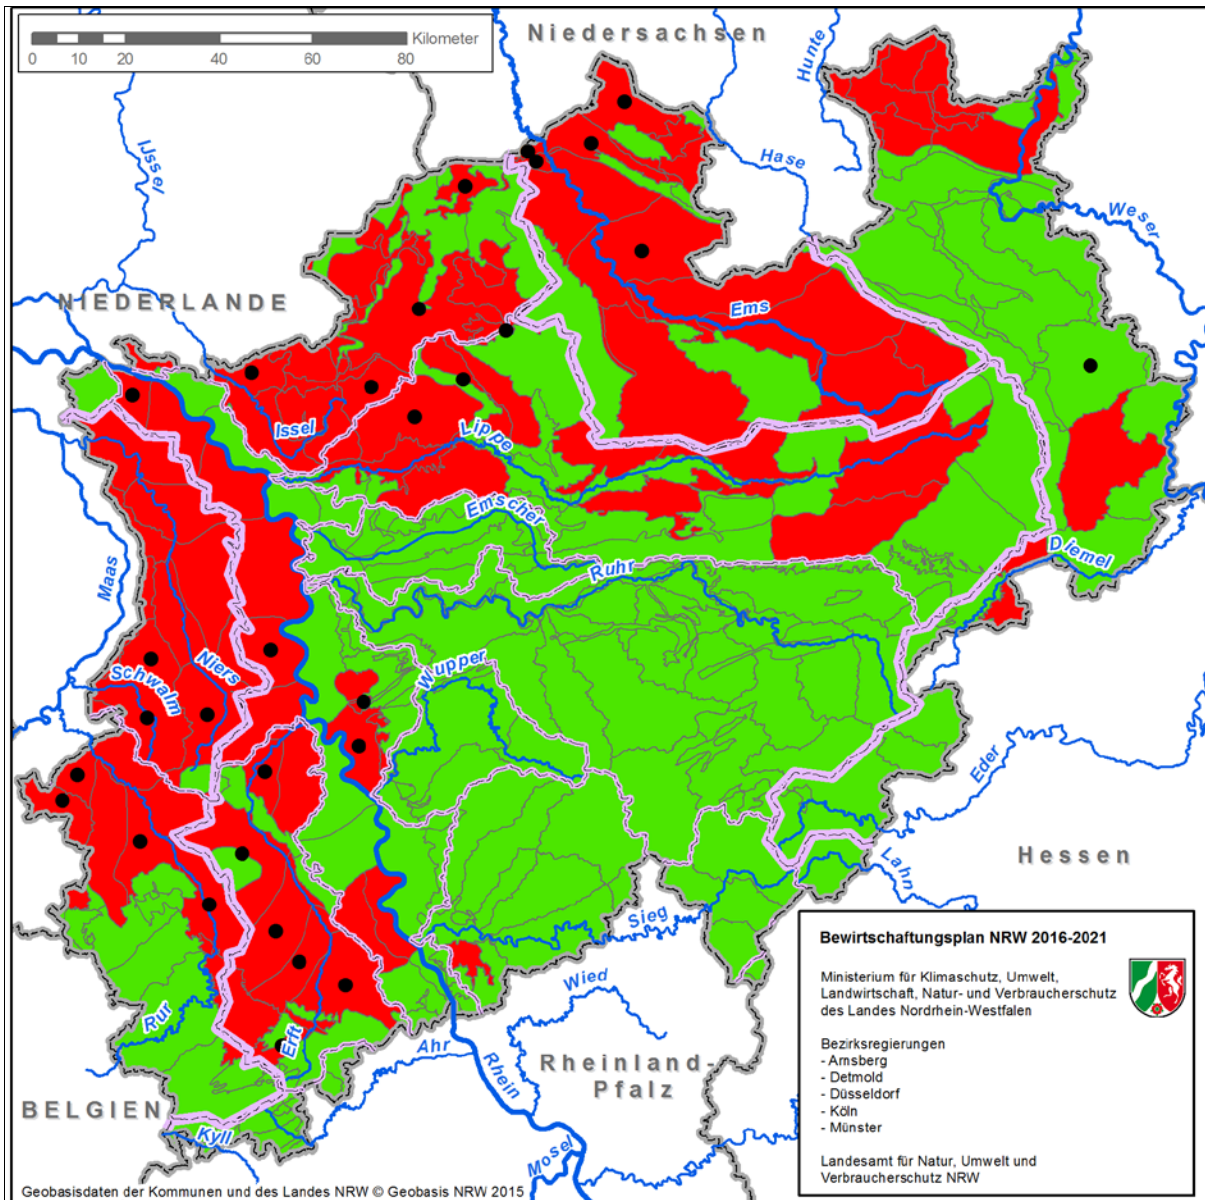 Niedersachsen
Kilometer
0 10 20 40 60 80
Hunte
IJssel
Hase
Weser
NIEDERLANDE
Ems
Issel
Lippe
Emscher
Maas
Ruhr
Diemel
Niers
Wupper
Schwalm
Eder
Hessen
Lahn
Sieg
Wied
Rur
Erft
Ahr
Rhein
Rheinland-
Pfalz
BELGIEN
Kyll
Mosel
Bewirtschaftungsplan NRW 2016-2021
Ministerium für Klimaschutz, Umwelt,
Landwirtschaft, Natur- und Verbraucherschutz
des Landes Nordrhein-Westfalen
Bezirksregierungen
- Arnsberg
- Detmold
- Düsseldorf
- Köln
- Münster
Landesamt für Natur, Umwelt und
Verbraucherschutz NRW
Geobasisdaten der Kommunen und des Landes NRW © Geobasis NRW 2015